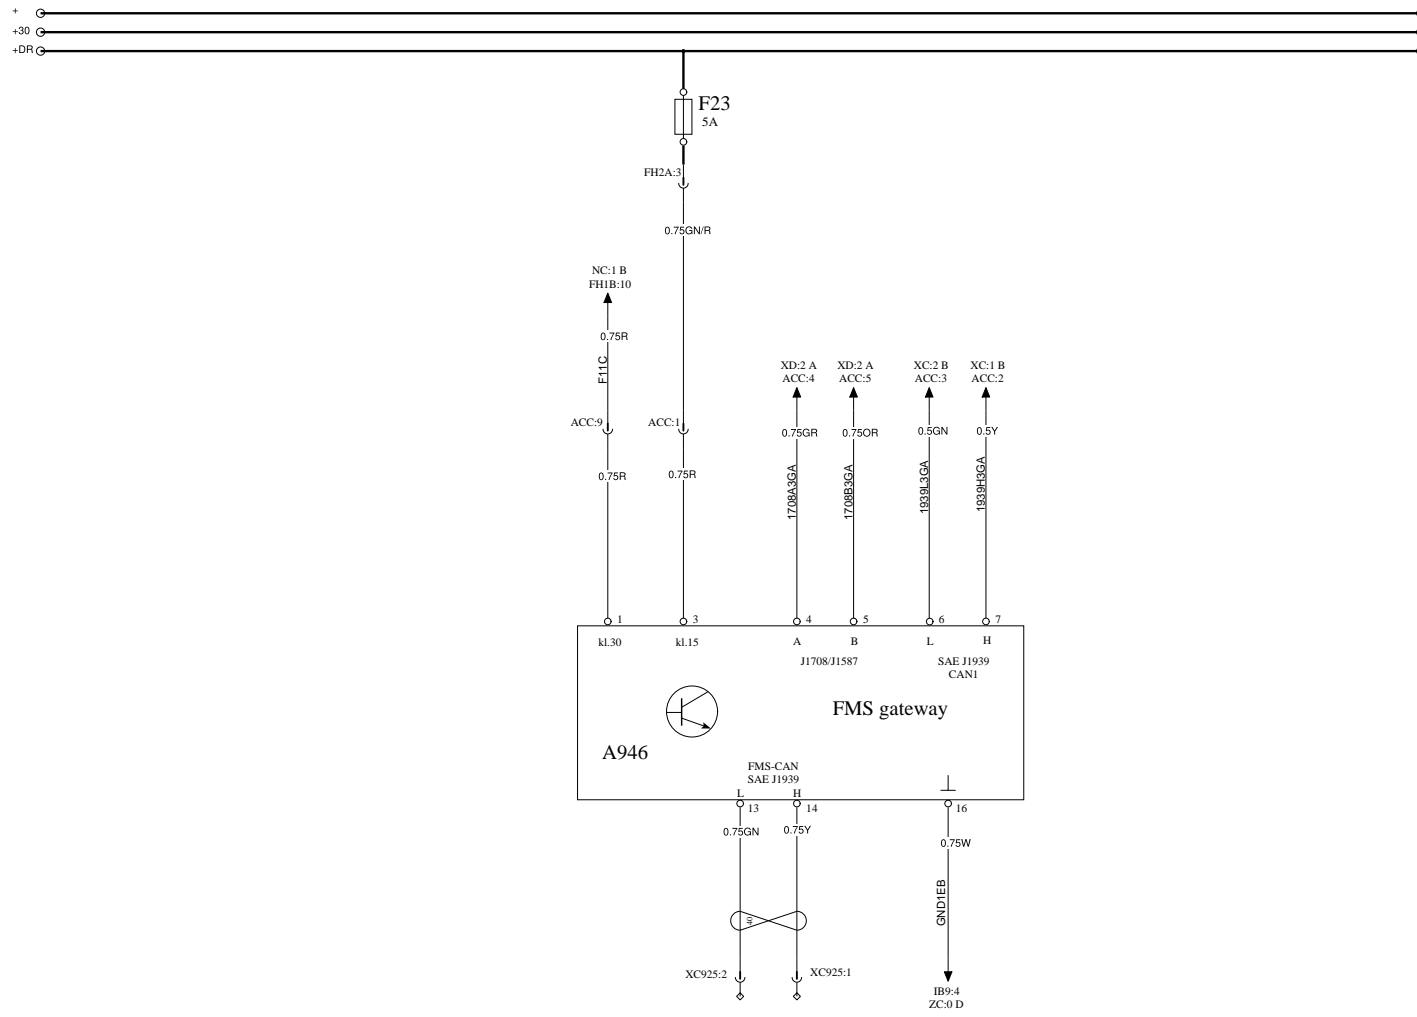 +
+30
+DR
F23
5A
FH2A:3
0.75GN/R
NC:1 B
FH1B:10
0.75R
F11C
XD:2 A
ACC:4
XD:2 A
ACC:5
XC:2 B
ACC:3
XC:1 B
ACC:2
ACC:9
ACC:1
0.75GR
0.75OR
0.5GN
0.5Y
0.75R
0.75R
1708A3GA
1708B3GA
1939L3GA
1939H3GA
1
3
4
5
6
7
kl.30
kl.15
A
B
L
H
J1708/J1587
SAE J1939
CAN1
FMS gateway
A946
FMS-CAN
SAE J1939
L
H
13
14
16
0.75GN
0.75Y
0.75W
GND1EB
40
XC925:2
XC925:1
IB9:4
ZC:0 D